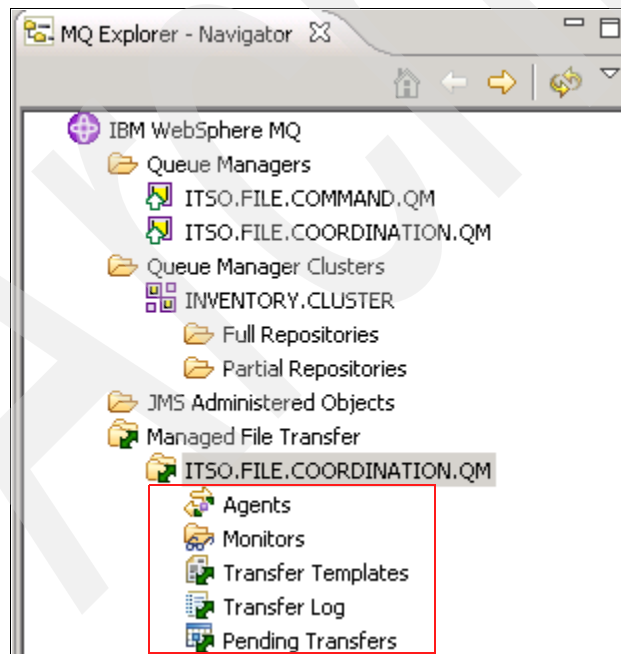 MQ Explorer - Navigator
IBM WebSphere MQ
Queue Managers
ITSO.FILE.COMMAND.QM
ITSO.FILE.COORDINATION.QM
Queue Manager Clusters
INVENTORY.CLUSTER
Full Repositories
Partial Repositories
JMS Administered Objects
Managed File Transfer
ITSO.FILE.COORDINATION.QM
Agents
Monitors
Transfer Templates
Transfer Log
Pending Transfers